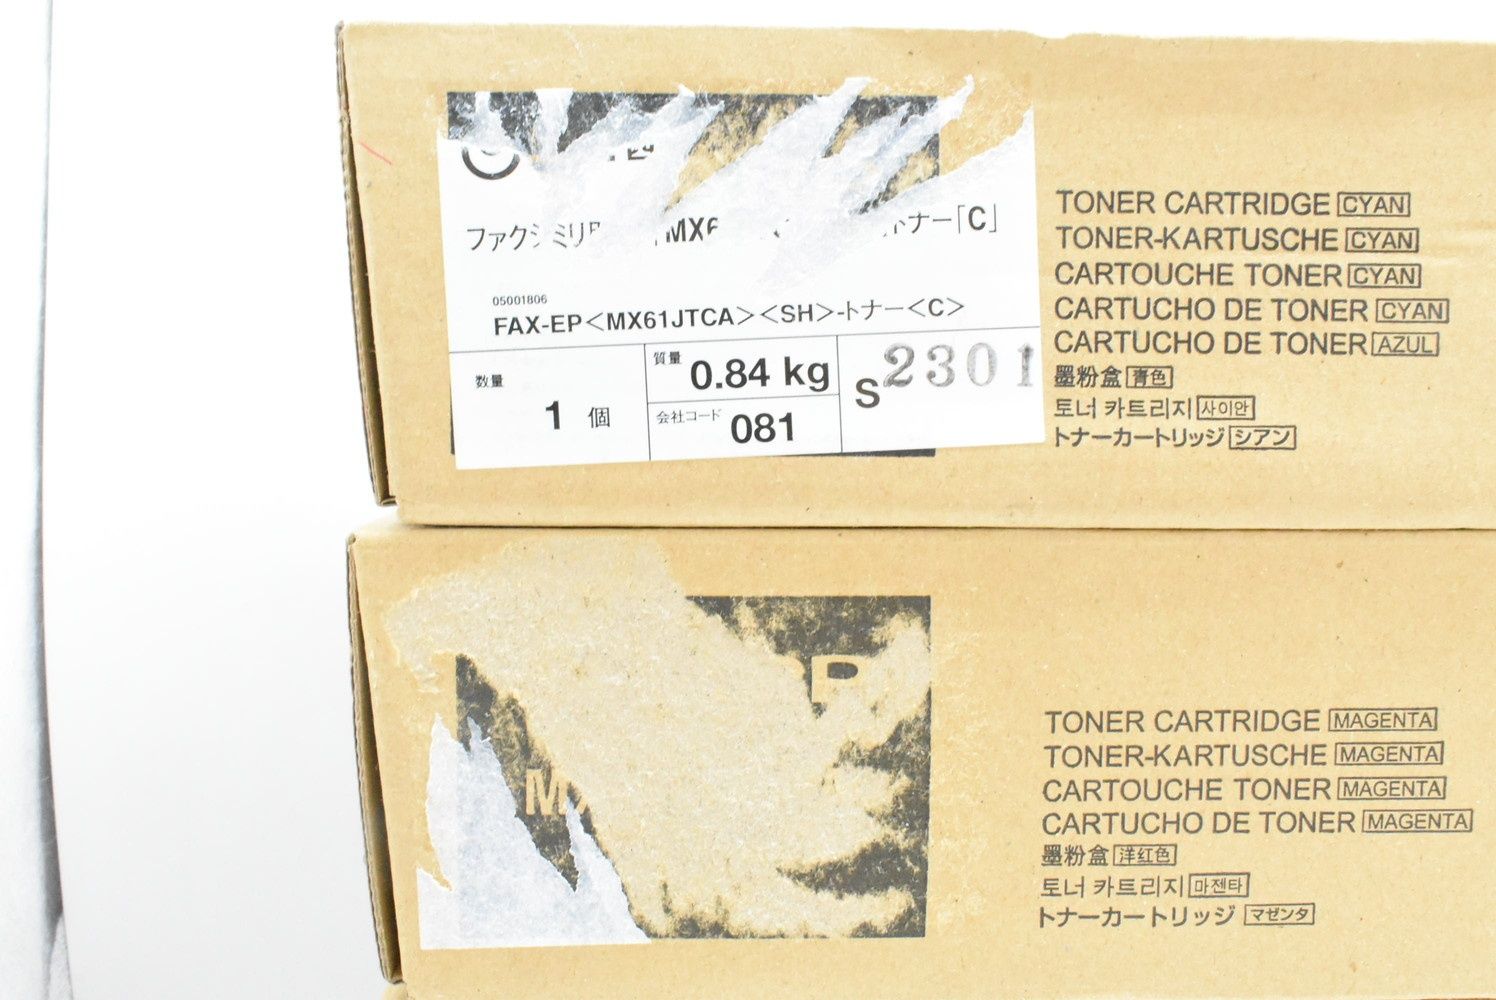 ファクシミリ MX6 トナー「C」
05001806
FAX-EP<MX61JTCA><SH>-トナー<C>
数量 1 個
質量 0.84 kg
会社コード 081
S 2301
TONER CARTRIDGE CYAN
TONER-KARTUSCHE CYAN
CARTOUCHE TONER CYAN
CARTUCHO DE TONER CYAN
CARTUCHO DE TONER AZUL
墨粉盒 青色
토너 카트리지 사이안
トナーカートリッジ シアン
TONER CARTRIDGE MAGENTA
TONER-KARTUSCHE MAGENTA
CARTOUCHE TONER MAGENTA
CARTUCHO DE TONER MAGENTA
墨粉盒 洋红色
토너 카트리지 마젠타
トナーカートリッジ マゼンタ